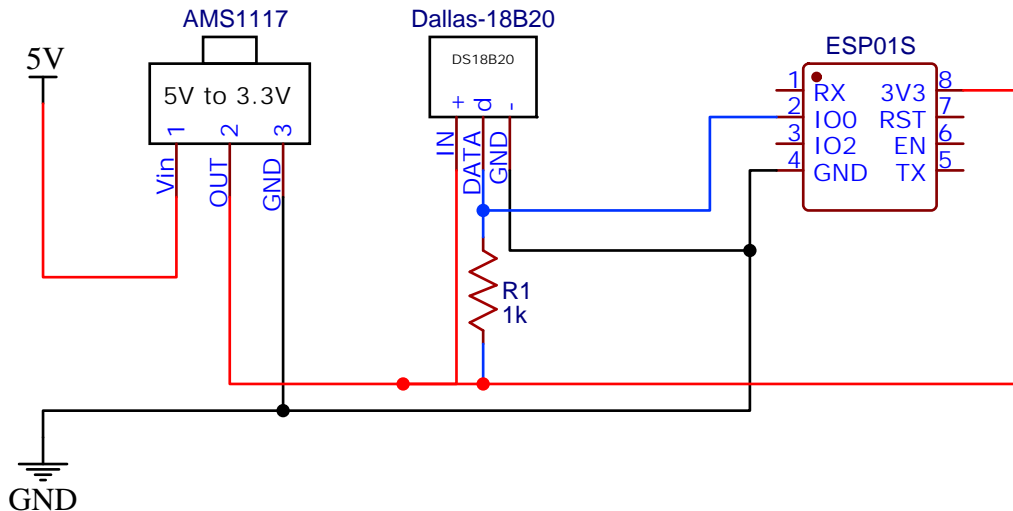 AMS1117
Dallas-18B20
ESP01S
5V
5V to 3.3V
1 2 3
Vin OUT GND
DS18B20
+ d -
IN DATA GND
1 RX 3V3 8
2 IO0 RST 7
3 IO2 EN 6
4 GND TX 5
R1
1k
GND